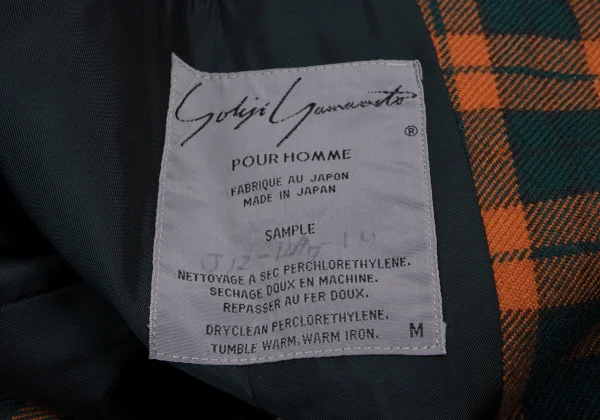 Yohji Yamamoto
®
POUR HOMME
FABRIQUE AU JAPON
MADE IN JAPAN
SAMPLE
NETTOYAGE A SEC PERCHLORETHYLENE.
SECHAGE DOUX EN MACHINE.
REPASSER AU FER DOUX.
DRYCLEAN PERCLORETHYLENE.
TUMBLE WARM, WARM IRON. M